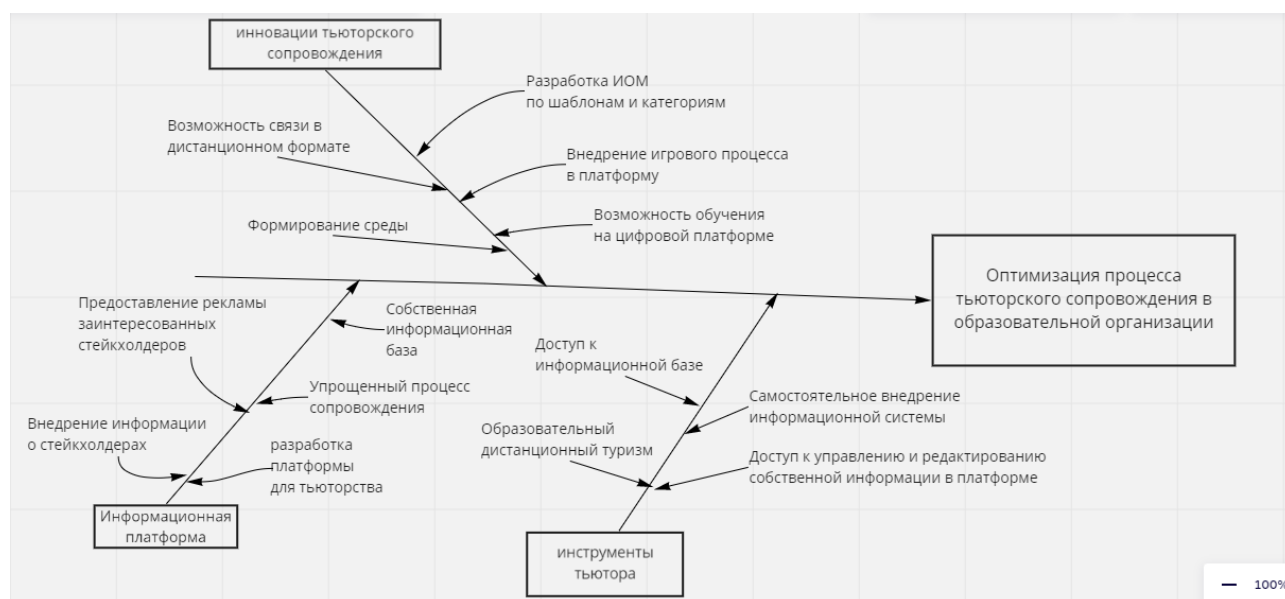 инновации тьюторского
сопровождения
Разработка ИОМ
по шаблонам и категориям
Возможность связи в
дистанционном формате
Внедрение игрового процесса
в платформу
Возможность обучения
на цифровой платформе
Формирование среды
Оптимизация процесса
тьюторского сопровождения в
образовательной организации
Предоставление рекламы
заинтересованных
стейкхолдеров
Собственная
информационная
база
Упрощенный процесс
сопровождения
Внедрение информации
о стейкхолдерах
разработка
платформы
для тьюторства
Информационная
платформа
Доступ к
информационной базе
Самостоятельное внедрение
информационной системы
Образовательный
дистанционный туризм
Доступ к управлению и редактированию
собственной информации в платформе
инструменты
тьютора
100%